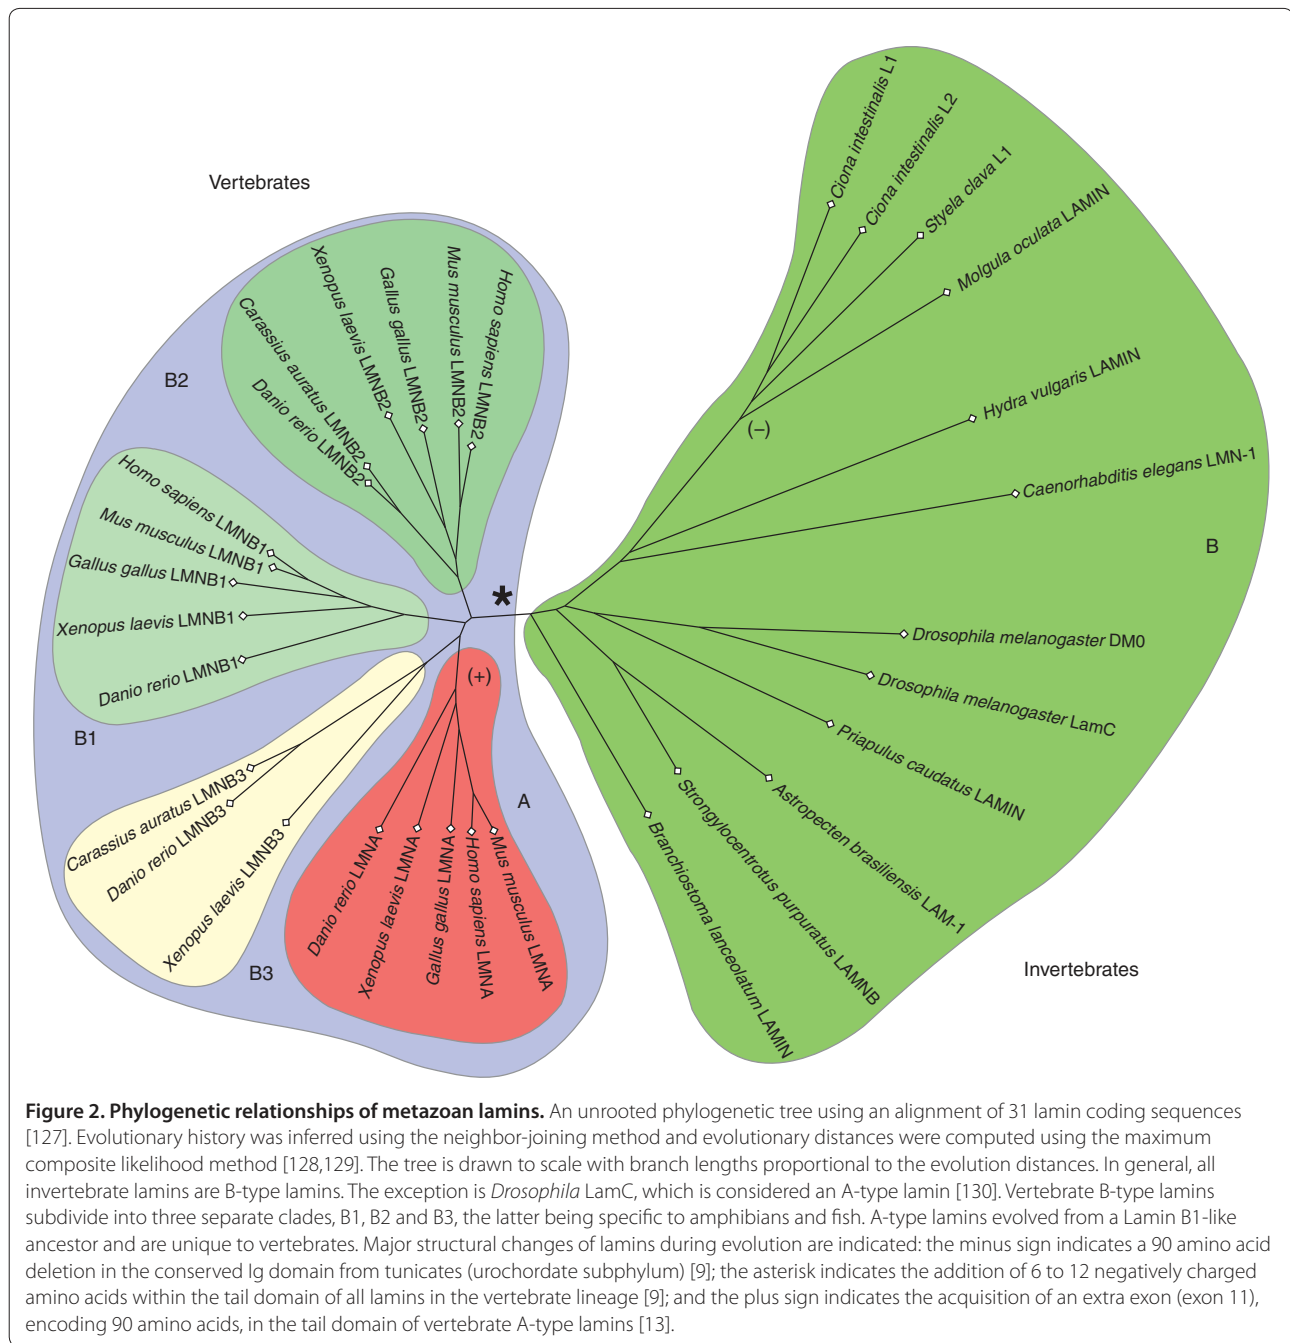 Vertebrates
B2
Xenopus laevis LMNB2
Gallus gallus LMNB2
Mus musculus LMNB2
Homo sapiens LMNB2
Carassius auratus LMNB2
Danio rerio LMNB2
Homo sapiens LMNB1
Mus musculus LMNB1
Gallus gallus LMNB1
Xenopus laevis LMNB1
Danio rerio LMNB1
B1
*
(+)
A
Carassius auratus LMNB3
Danio rerio LMNB3
Xenopus laevis LMNB3
B3
Danio rerio LMNA
Xenopus laevis LMNA
Gallus gallus LMNA
Homo sapiens LMNA
Mus musculus LMNA
Ciona intestinalis L1
Ciona intestinalis L2
Styela clava L1
Molgula oculata LAMIN
(–)
Hydra vulgaris LAMIN
Caenorhabditis elegans LMN-1
B
Drosophila melanogaster DM0
Drosophila melanogaster LamC
Priapulus caudatus LAMIN
Astropecten brasiliensis LAM-1
Strongylocentrotus purpuratus LAMNB
Branchiostoma lanceolatum LAMIN
Invertebrates
Figure 2. Phylogenetic relationships of metazoan lamins. An unrooted phylogenetic tree using an alignment of 31 lamin coding sequences
[127]. Evolutionary history was inferred using the neighbor-joining method and evolutionary distances were computed using the maximum
composite likelihood method [128,129]. The tree is drawn to scale with branch lengths proportional to the evolution distances. In general, all
invertebrate lamins are B-type lamins. The exception is Drosophila LamC, which is considered an A-type lamin [130]. Vertebrate B-type lamins
subdivide into three separate clades, B1, B2 and B3, the latter being specific to amphibians and fish. A-type lamins evolved from a Lamin B1-like
ancestor and are unique to vertebrates. Major structural changes of lamins during evolution are indicated: the minus sign indicates a 90 amino acid
deletion in the conserved Ig domain from tunicates (urochordate subphylum) [9]; the asterisk indicates the addition of 6 to 12 negatively charged
amino acids within the tail domain of all lamins in the vertebrate lineage [9]; and the plus sign indicates the acquisition of an extra exon (exon 11),
encoding 90 amino acids, in the tail domain of vertebrate A-type lamins [13].